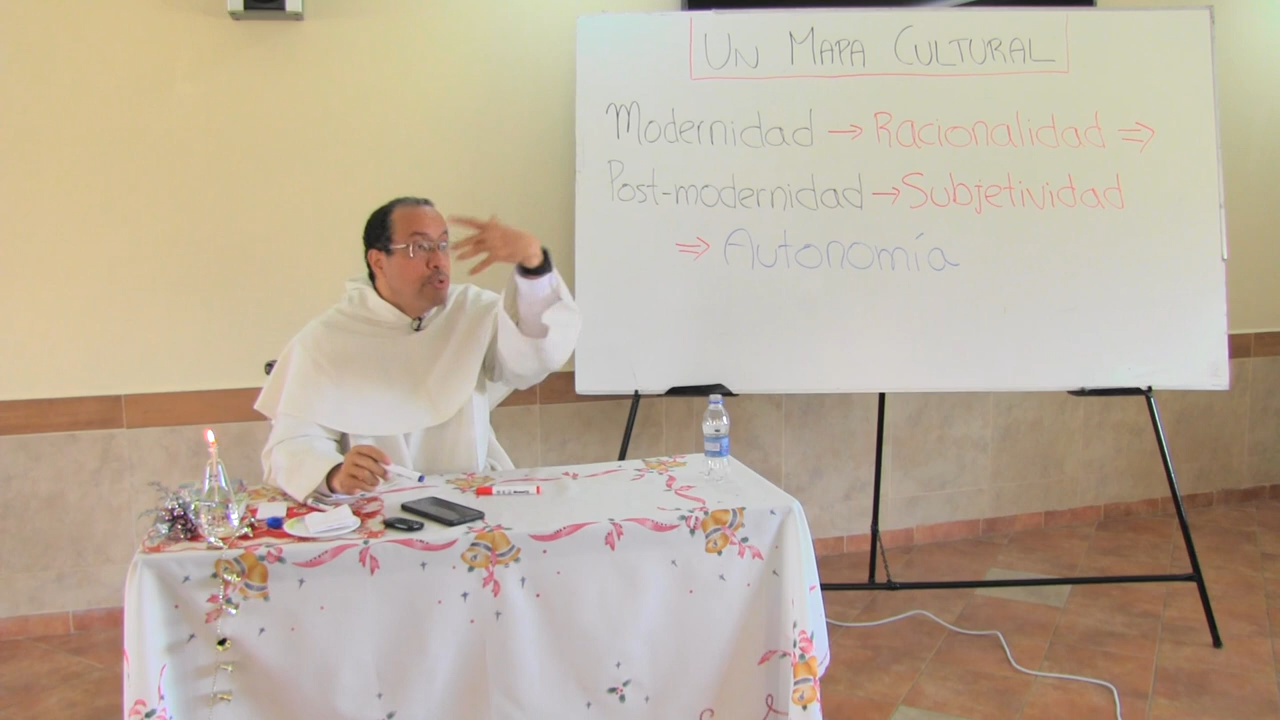 UN MAPA CULTURAL
Modernidad → Racionalidad ⇒
Post-modernidad → Subjetividad
⇒ Autonomía